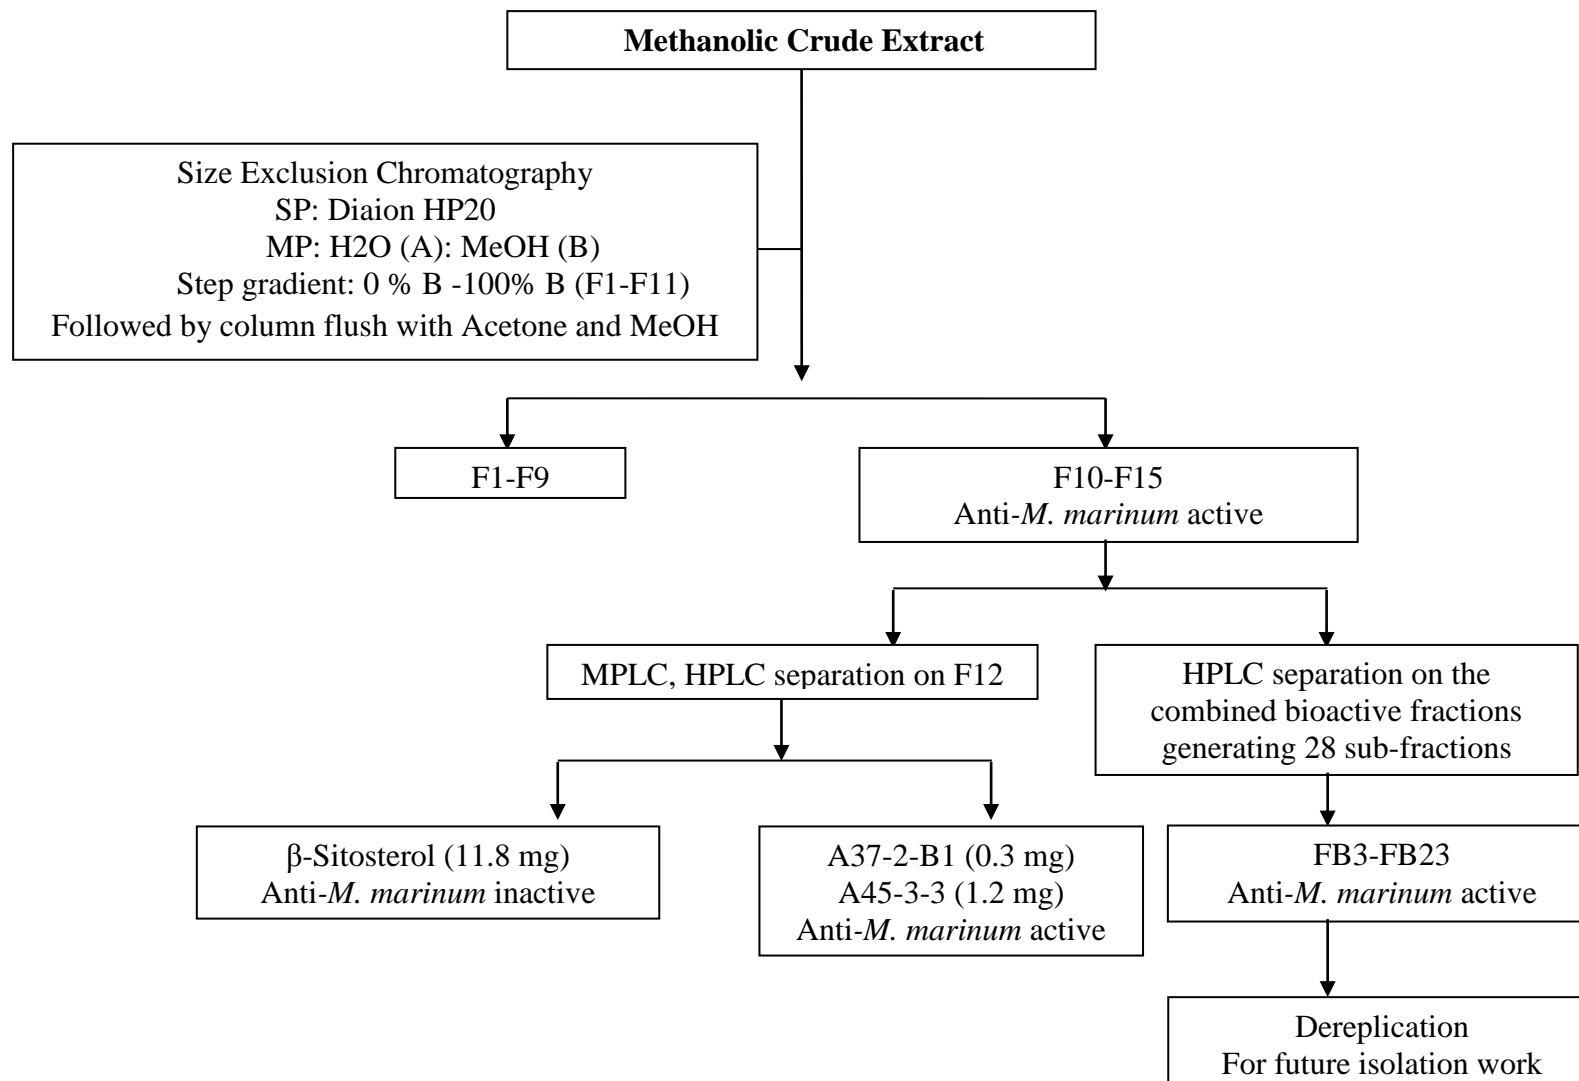 Methanolic Crude Extract
Size Exclusion Chromatography
SP: Diaion HP20
MP: H2O (A): MeOH (B)
Step gradient: 0 % B -100% B (F1-F11)
Followed by column flush with Acetone and MeOH
F1-F9
F10-F15
Anti-M. marinum active
MPLC, HPLC separation on F12
HPLC separation on the
combined bioactive fractions
generating 28 sub-fractions
β-Sitosterol (11.8 mg)
Anti-M. marinum inactive
A37-2-B1 (0.3 mg)
A45-3-3 (1.2 mg)
Anti-M. marinum active
FB3-FB23
Anti-M. marinum active
Dereplication
For future isolation work